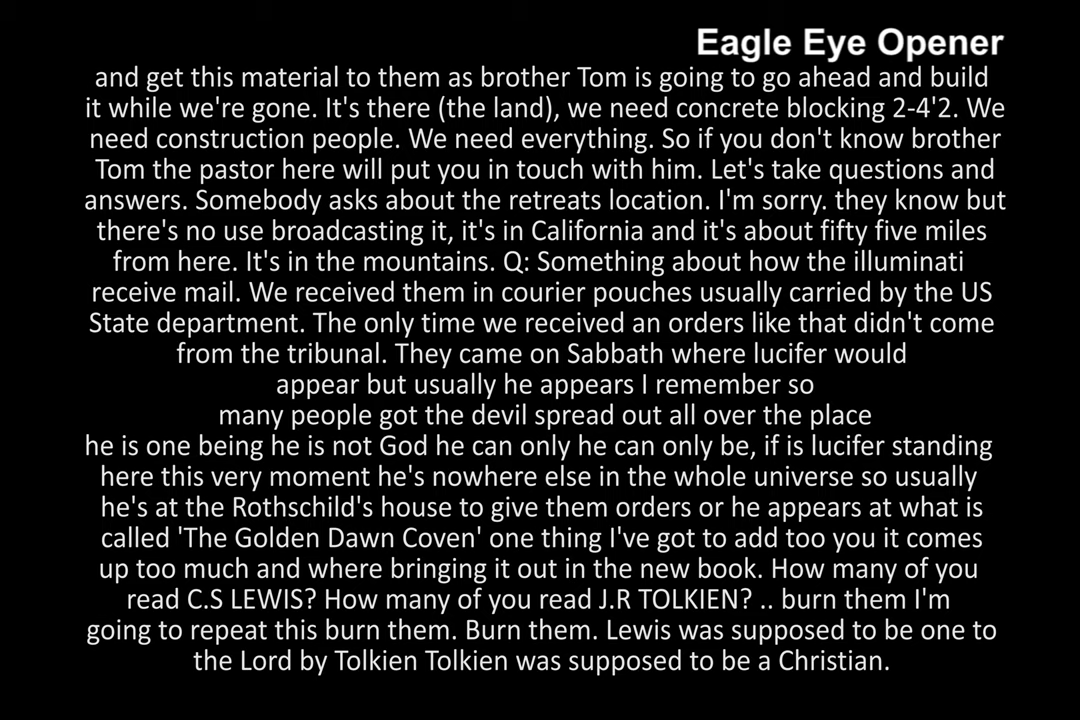 Eagle Eye Opener
and get this material to them as brother Tom is going to go ahead and build
it while we're gone. It's there (the land), we need concrete blocking 2-4'2. We
need construction people. We need everything. So if you don't know brother
Tom the pastor here will put you in touch with him. Let's take questions and
answers. Somebody asks about the retreats location. I'm sorry. they know but
there's no use broadcasting it, it's in California and it's about fifty five miles
from here. It's in the mountains. Q: Something about how the illuminati
receive mail. We received them in courier pouches usually carried by the US
State department. The only time we received an orders like that didn't come
from the tribunal. They came on Sabbath where lucifer would
appear but usually he appears I remember so
many people got the devil spread out all over the place
he is one being he is not God he can only he can only be, if is lucifer standing
here this very moment he's nowhere else in the whole universe so usually
he's at the Rothschild's house to give them orders or he appears at what is
called 'The Golden Dawn Coven' one thing I've got to add too you it comes
up too much and where bringing it out in the new book. How many of you
read C.S LEWIS? How many of you read J.R TOLKIEN? .. burn them I'm
going to repeat this burn them. Burn them. Lewis was supposed to be one to
the Lord by Tolkien Tolkien was supposed to be a Christian.